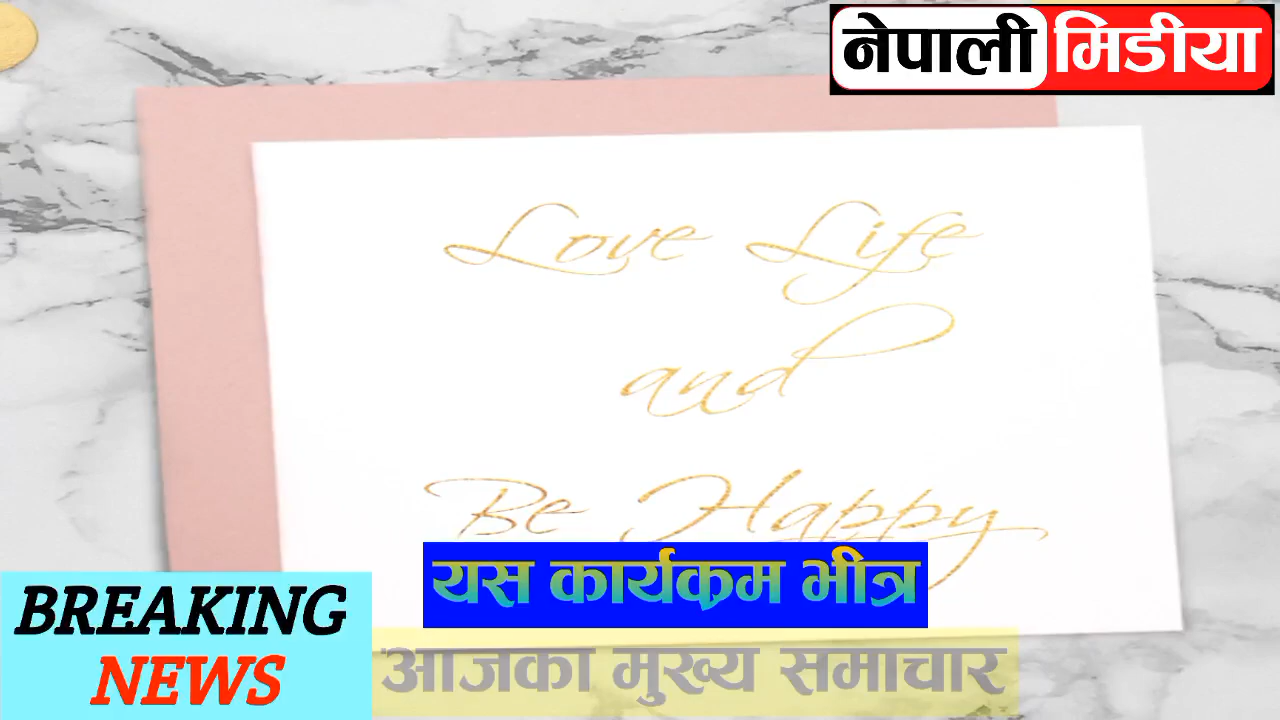 नेपाली मिडीया
Love Life
and
Be Happy
यस कार्यक्रम भीत्र
BREAKING
NEWS
आजका मुख्य समाचार